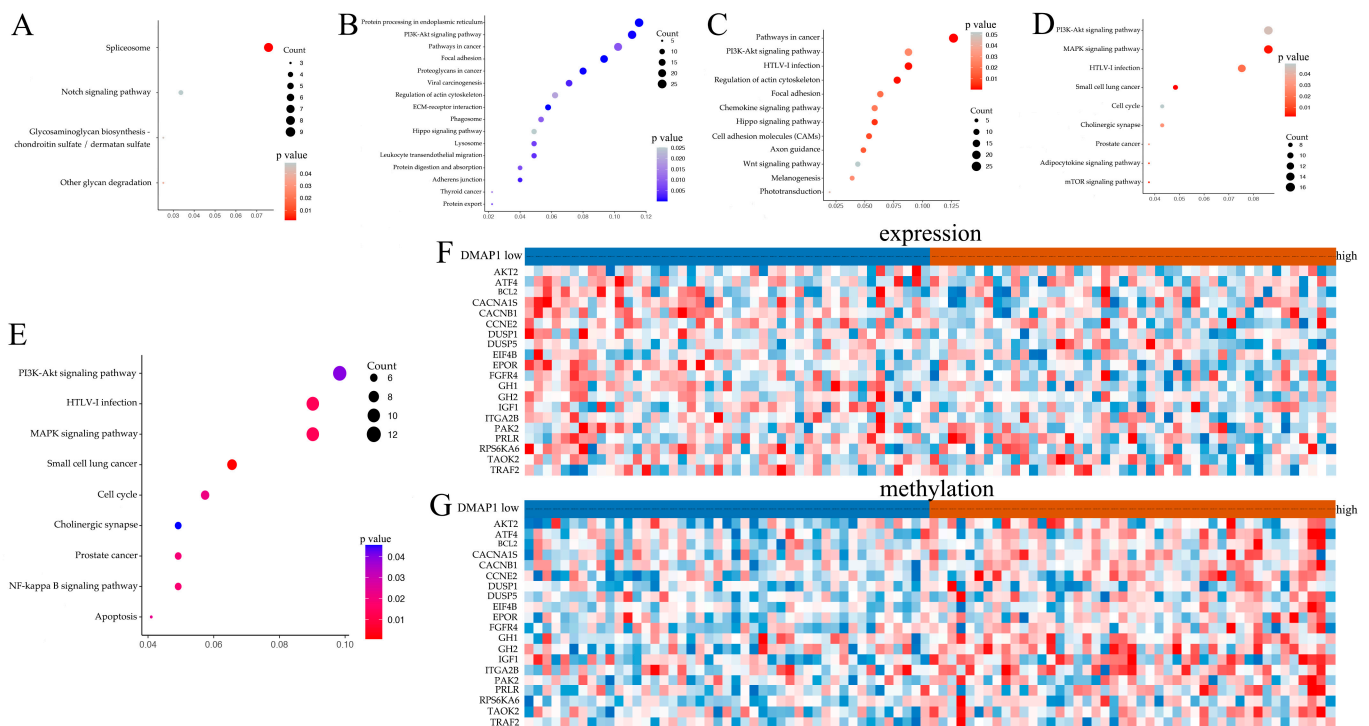 A
Spliceosome
Notch signaling pathway
Glycosaminoglycan biosynthesis -
chondroitin sulfate / dermatan sulfate
Other glycan degradation
0.03 0.04 0.05 0.06 0.07
Count
3
4
5
6
7
8
9
p value
0.04
0.03
0.02
0.01
B
Protein processing in endoplasmic reticulum
PI3K-Akt signaling pathway
Pathways in cancer
Focal adhesion
Proteoglycans in cancer
Viral carcinogenesis
Regulation of actin cytoskeleton
ECM-receptor interaction
Phagosome
Hippo signaling pathway
Lysosome
Leukocyte transendothelial migration
Protein digestion and absorption
Adherens junction
Thyroid cancer
Protein export
0.02 0.04 0.06 0.08 0.10 0.12
Count
5
10
15
20
25
p value
0.025
0.020
0.015
0.010
0.005
C
Pathways in cancer
PI3K-Akt signaling pathway
HTLV-I infection
Regulation of actin cytoskeleton
Focal adhesion
Chemokine signaling pathway
Hippo signaling pathway
Cell adhesion molecules (CAMs)
Axon guidance
Wnt signaling pathway
Melanogenesis
Phototransduction
0.025 0.050 0.075 0.100 0.125
p value
0.05
0.04
0.03
0.02
0.01
Count
5
10
15
20
25
D
PI3K-Akt signaling pathway
MAPK signaling pathway
HTLV-I infection
Small cell lung cancer
Cell cycle
Cholinergic synapse
Prostate cancer
Adipocytokine signaling pathway
mTOR signaling pathway
0.04 0.06 0.08
p value
0.04
0.03
0.02
0.01
Count
8
10
12
14
16
E
PI3K-Akt signaling pathway
HTLV-I infection
MAPK signaling pathway
Small cell lung cancer
Cell cycle
Cholinergic synapse
Prostate cancer
NF-kappa B signaling pathway
Apoptosis
0.04 0.06 0.08 0.10
Count
6
8
10
12
p value
0.04
0.03
0.02
0.01
expression
F
DMAP1 low
high
AKT2
ATF4
BCL2
CACNA1S
CACNB1
CCNE2
DUSP1
DUSP5
EIF4B
EPOR
FGFR4
GH1
GH2
IGF1
ITGA2B
PAK2
PRLR
RPS6KA6
TAOK2
TRAF2
methylation
G
DMAP1 low
high
AKT2
ATF4
BCL2
CACNA1S
CACNB1
CCNE2
DUSP1
DUSP5
EIF4B
EPOR
FGFR4
GH1
GH2
IGF1
ITGA2B
PAK2
PRLR
RPS6KA6
TAOK2
TRAF2